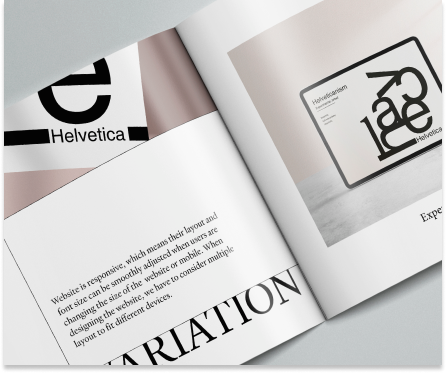 e
Helvetica
Website is responsive, which means their layout and
font size can be smoothly adjusted when users are
changing the size of the website or mobile. When
designing the website, we have to consider multiple
layout to fit different devices.
VARIATION
Helveticanism
Helvetica
Expe